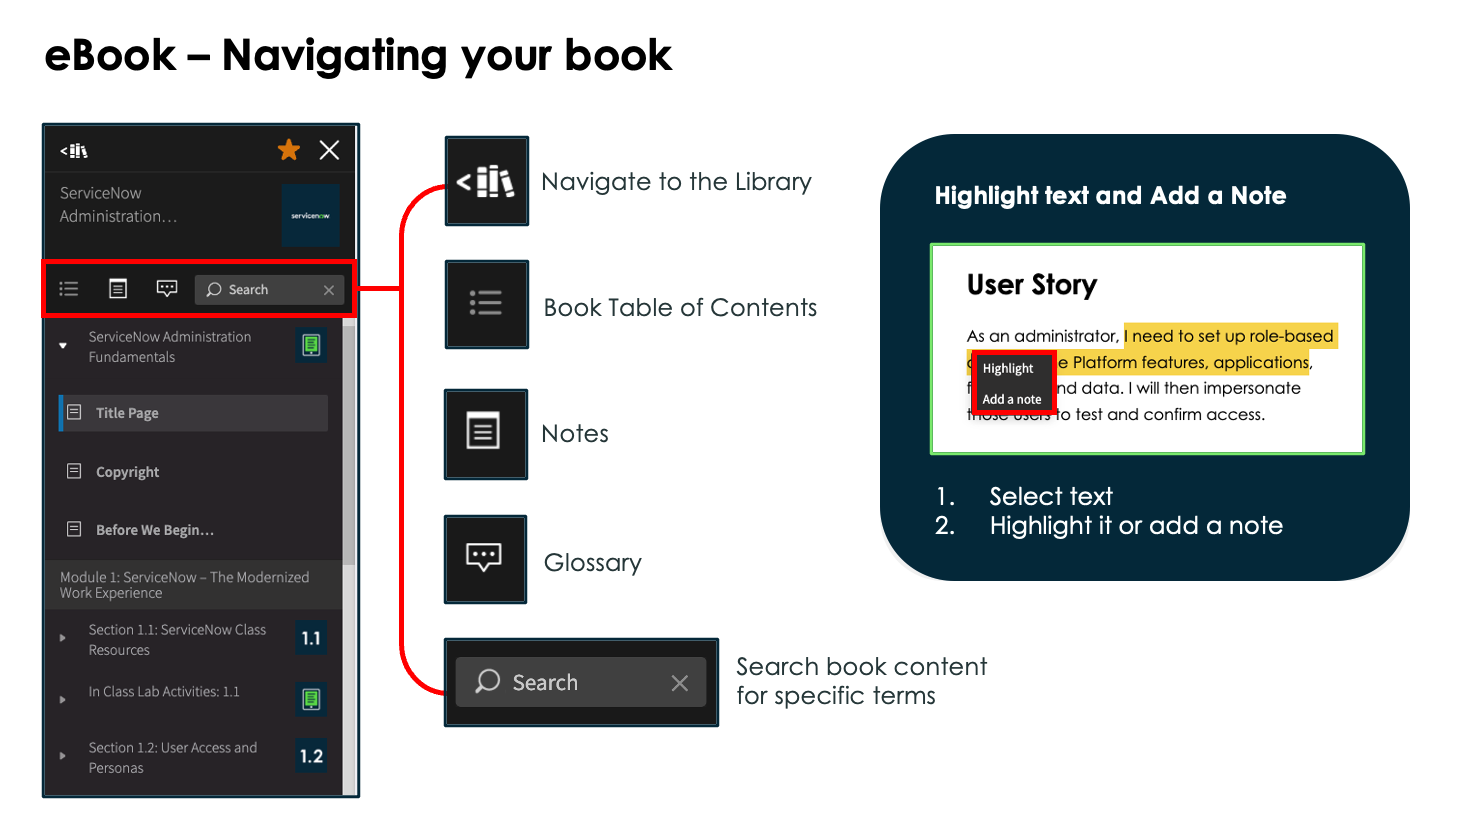 eBook – Navigating your book
ServiceNow
Administration...
servicenow
Search
ServiceNow Administration
Fundamentals
Title Page
Copyright
Before We Begin...
Module 1: ServiceNow – The Modernized
Work Experience
Section 1.1: ServiceNow Class
Resources
1.1
In Class Lab Activities: 1.1
Section 1.2: User Access and
Personas
1.2
Navigate to the Library
Book Table of Contents
Notes
Glossary
Search
Search book content
for specific terms
Highlight text and Add a Note
User Story
As an administrator, I need to set up role-based
e Platform features, applications,
nd data. I will then impersonate
those users to test and confirm access.
Highlight
Add a note
1. Select text
2. Highlight it or add a note